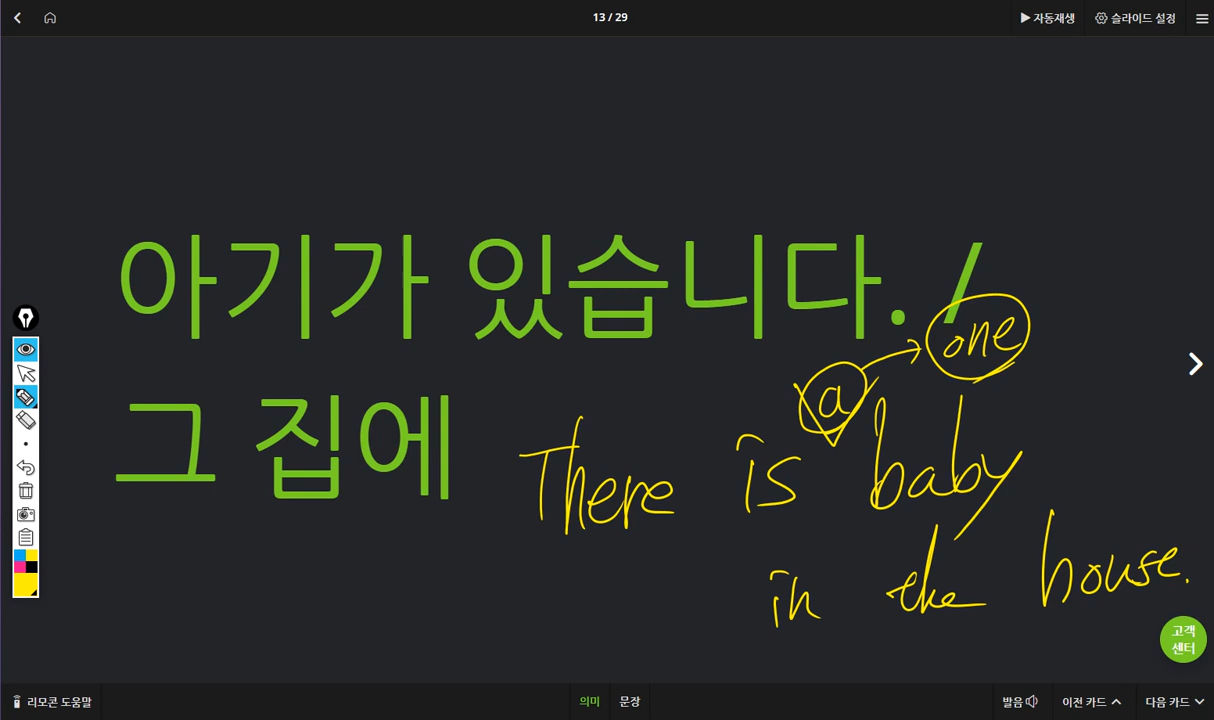 13 / 29
자동재생
슬라이드 설정
아기가 있습니다. /
그 집에
one
a
There is baby
in the house.
고객
센터
리모콘 도움말
의미
문장
발음
이전 카드
다음 카드